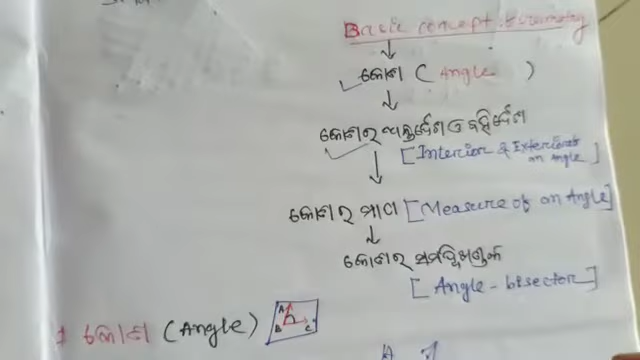 Basic concept
କୋଣ (Angle)
କୋଣର ଅନ୍ତର୍ଦେଶ ଓ ବହିର୍ଦେଶ
[Interior & Exterior of an Angle]
କୋଣର ମାପ [Measure of an Angle]
କୋଣର ସମଦ୍ବିଖଣ୍ଡକ
[Angle-bisector]
କୋଣ (Angle)
A
B C